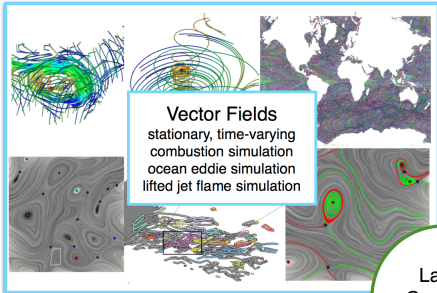 Vector Fields
stationary, time-varying
combustion simulation
ocean eddie simulation
lifted jet flame simulation
La